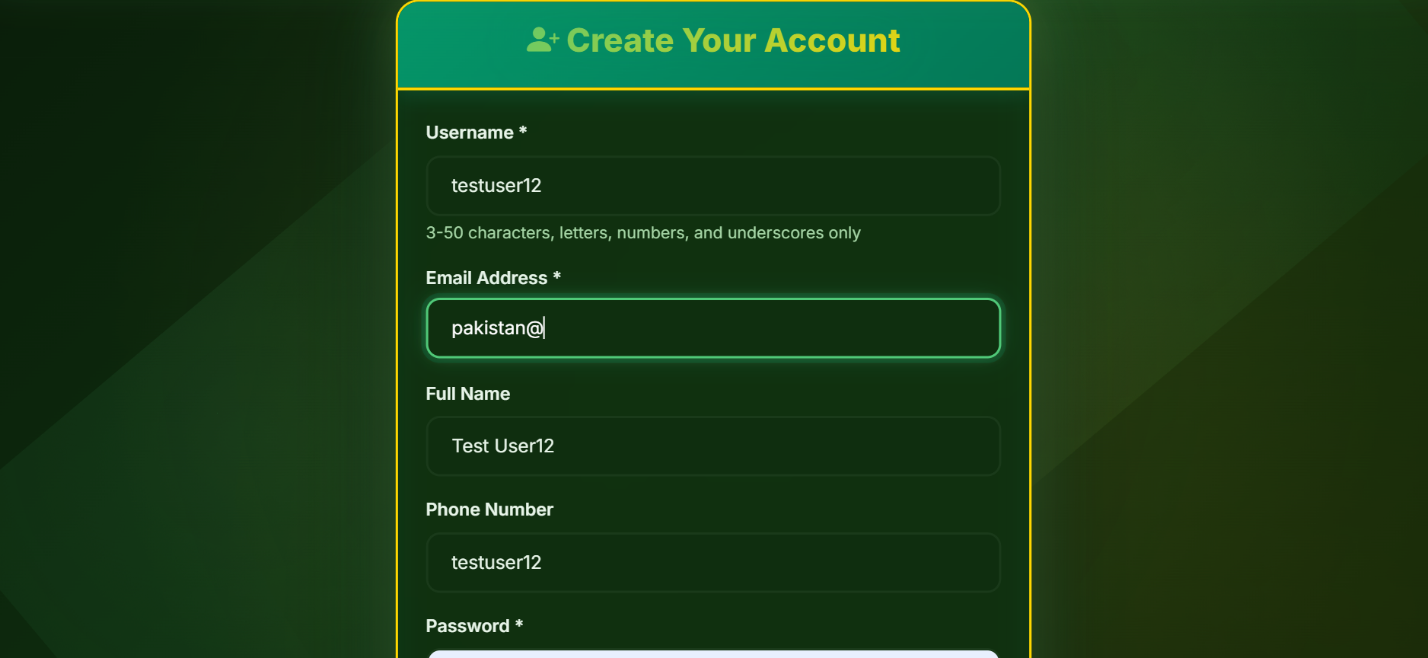 Create Your Account
Username *
testuser12
3-50 characters, letters, numbers, and underscores only
Email Address *
pakistan@
Full Name
Test User12
Phone Number
testuser12
Password *